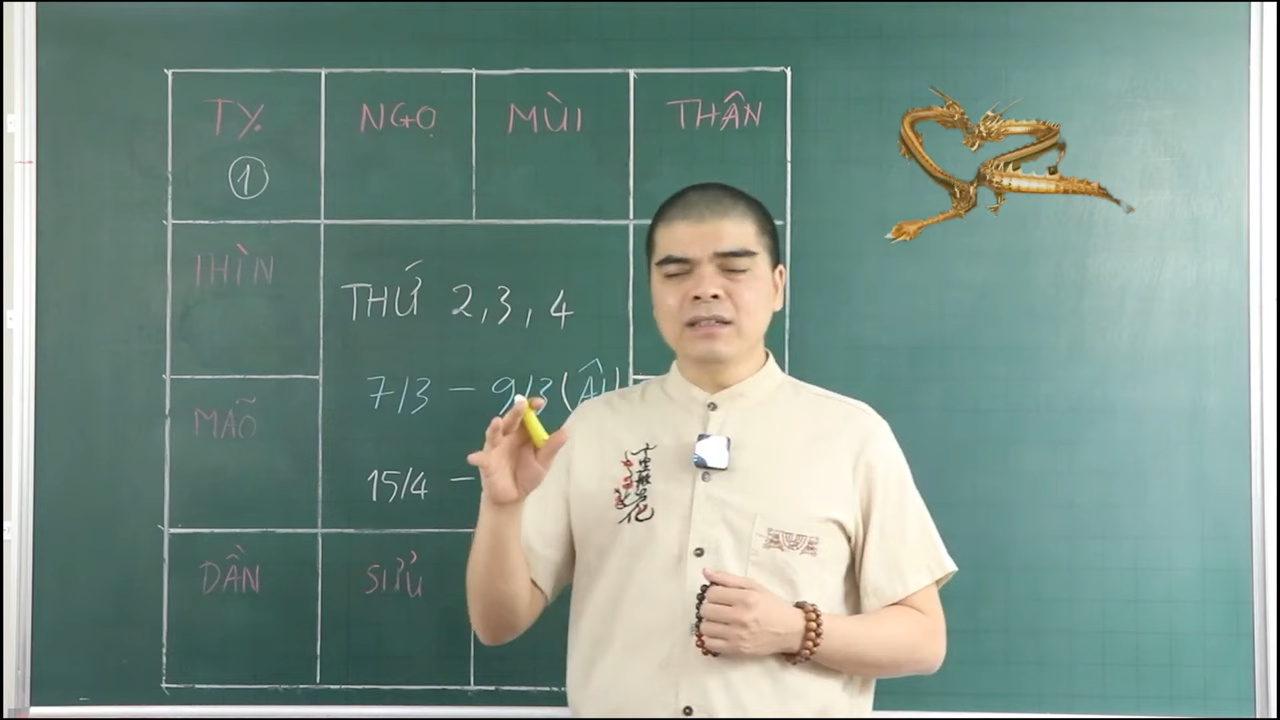 TỴ NGỌ MÙI THÂN
①
THÌN
THỨ 2,3,4
7/3 – 9/3 (Â
MÃO
15/4 –
DẦN SỬU